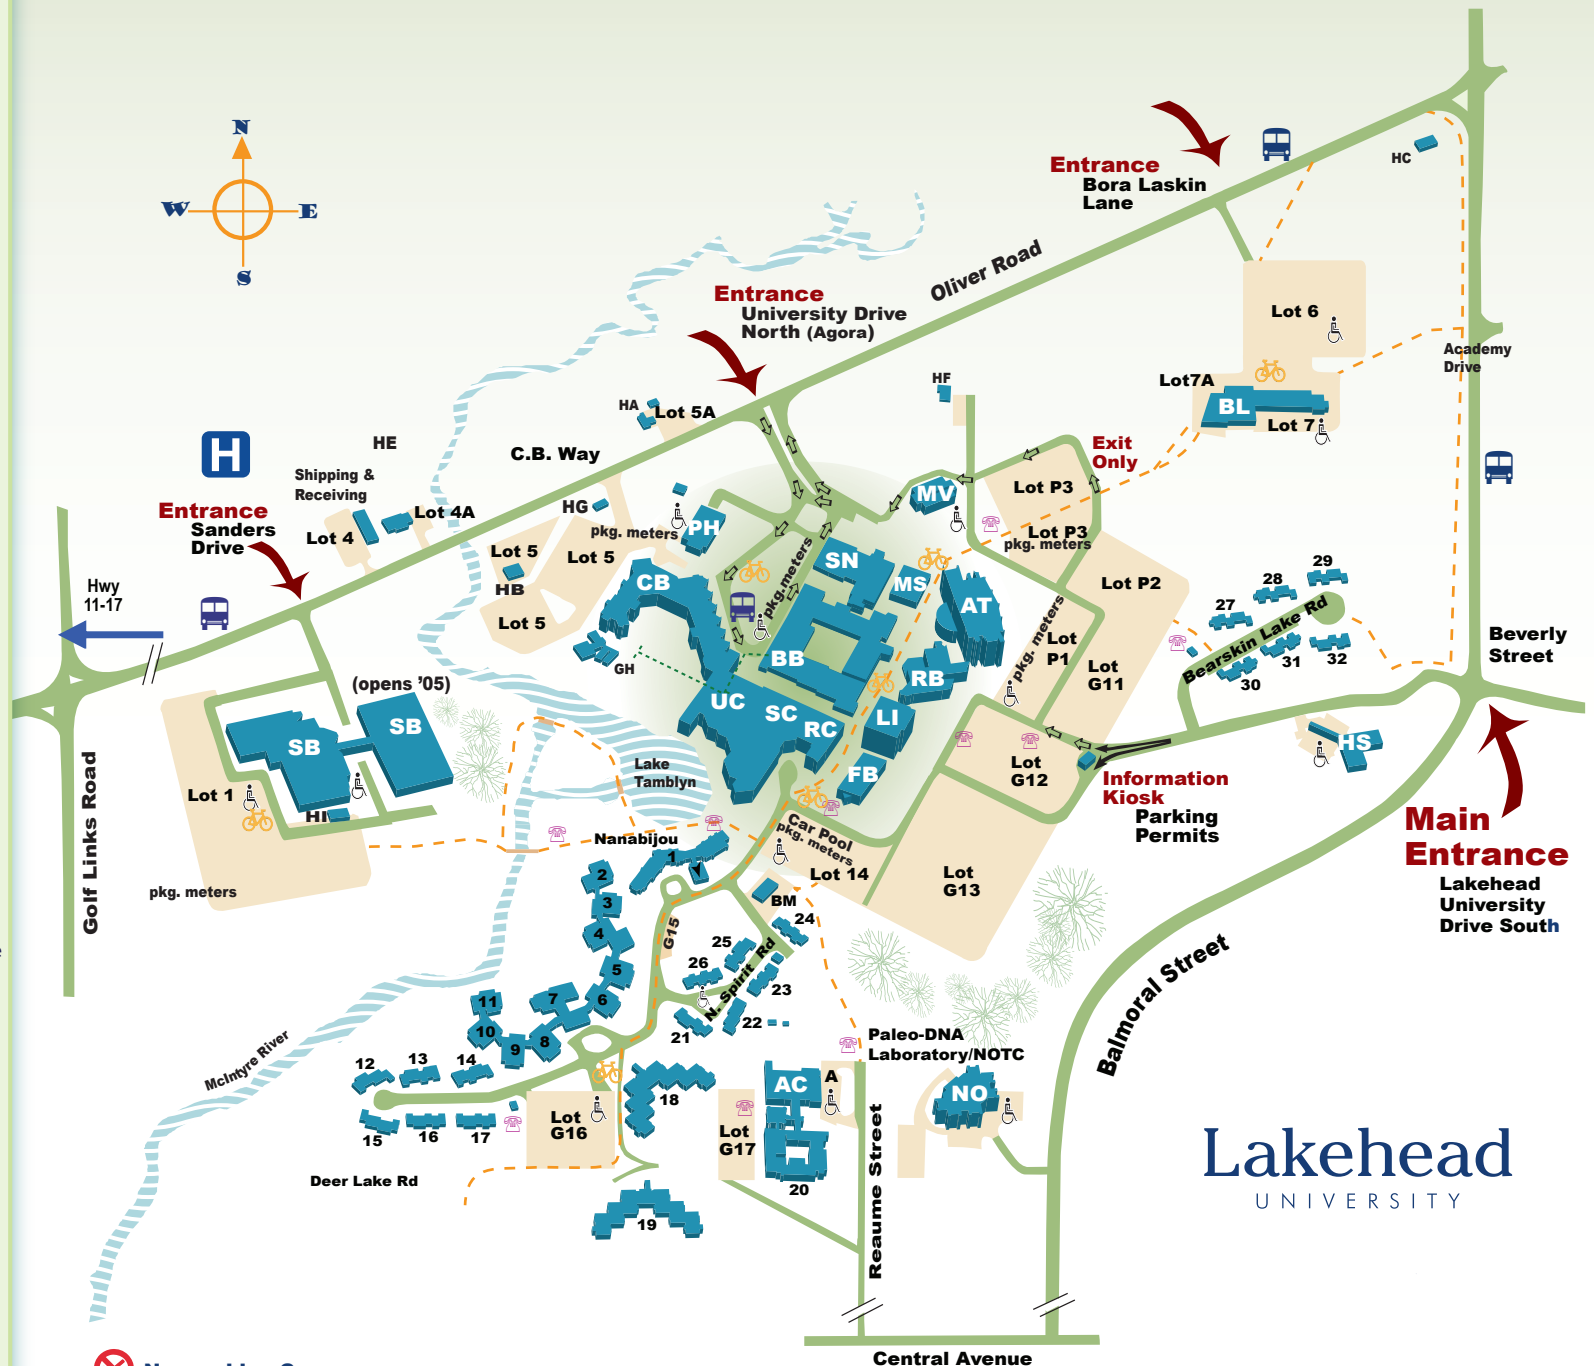 N
W
E
S
Entrance
Bora Laskin
Lane
HC
Oliver Road
Entrance
University Drive
North (Agora)
Lot 6
Academy
Drive
Lot7A
BL
Lot 7
HF
HA
Lot 5A
H
HE
C.B. Way
Exit
Only
Shipping &
Receiving
Entrance
Sanders
Drive
Lot 4
Lot 4A
HG
pkg. meters
PH
MV
Lot P3
Lot P3
pkg. meters
Lot 5
Lot 5
HB
Lot 5
CB
SN
MS
AT
pkg.meters
Lot P2
Hwy
11-17
27
28
29
Bearskin Lake Rd
30
31
32
Beverly
Street
pkg. meters
Lot
P1
Lot
G11
GH
BB
RB
UC
SC
RC
LI
FB
(opens '05)
SB
SB
Lot 1
HI
pkg. meters
Golf Links Road
Lake
Tamblyn
Lot
G12
HS
Information
Kiosk
Parking
Permits
Main
Entrance
Lakehead
University
Drive South
Nanabijou
1
Car Pool
pkg. meters
Lot 14
Lot
G13
2
3
4
5
6
7
8
9
10
11
G15
BM
24
25
26
N. Spirit Rd
23
22
21
Balmoral Street
McIntyre River
12
13
14
15
16
17
Deer Lake Rd
Lot
G16
18
19
Lot
G17
AC
A
20
Paleo-DNA
Laboratory/NOTC
NO
Reaume Street
Lakehead
UNIVERSITY
Central Avenue